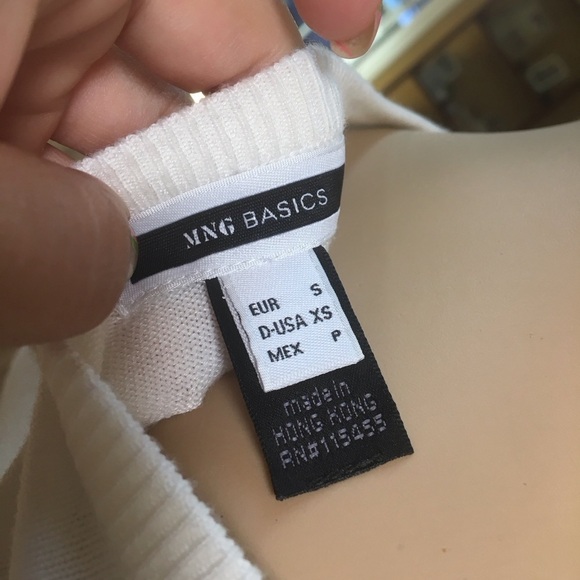 MNG BASICS
EUR S
D-USA XS
MEX P
made in
HONG KONG
RN#115455